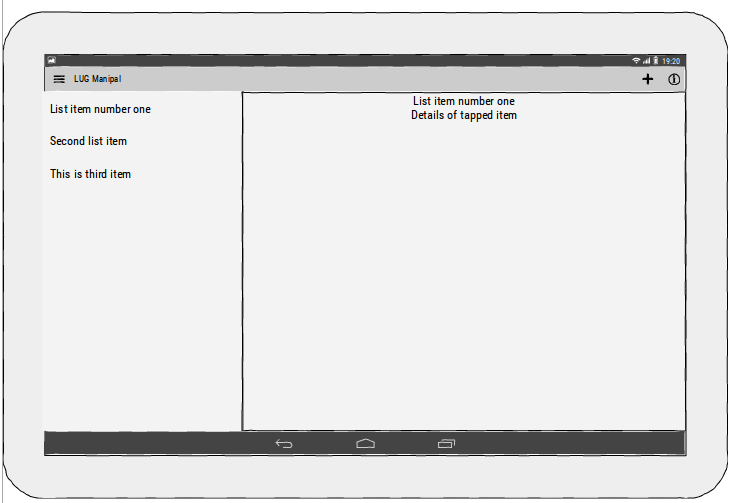 19:20
LUG Manipal
List item number one
Second list item
This is third item
List item number one
Details of tapped item